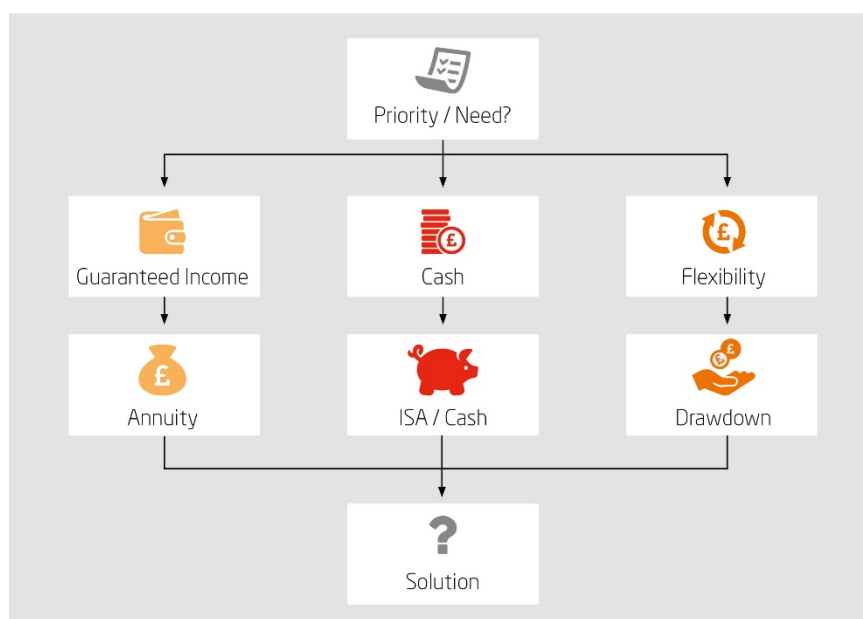 Priority / Need?
Guaranteed Income
Cash
£
Flexibility
£
Annuity
£
ISA / Cash
Drawdown
£
£
?
Solution